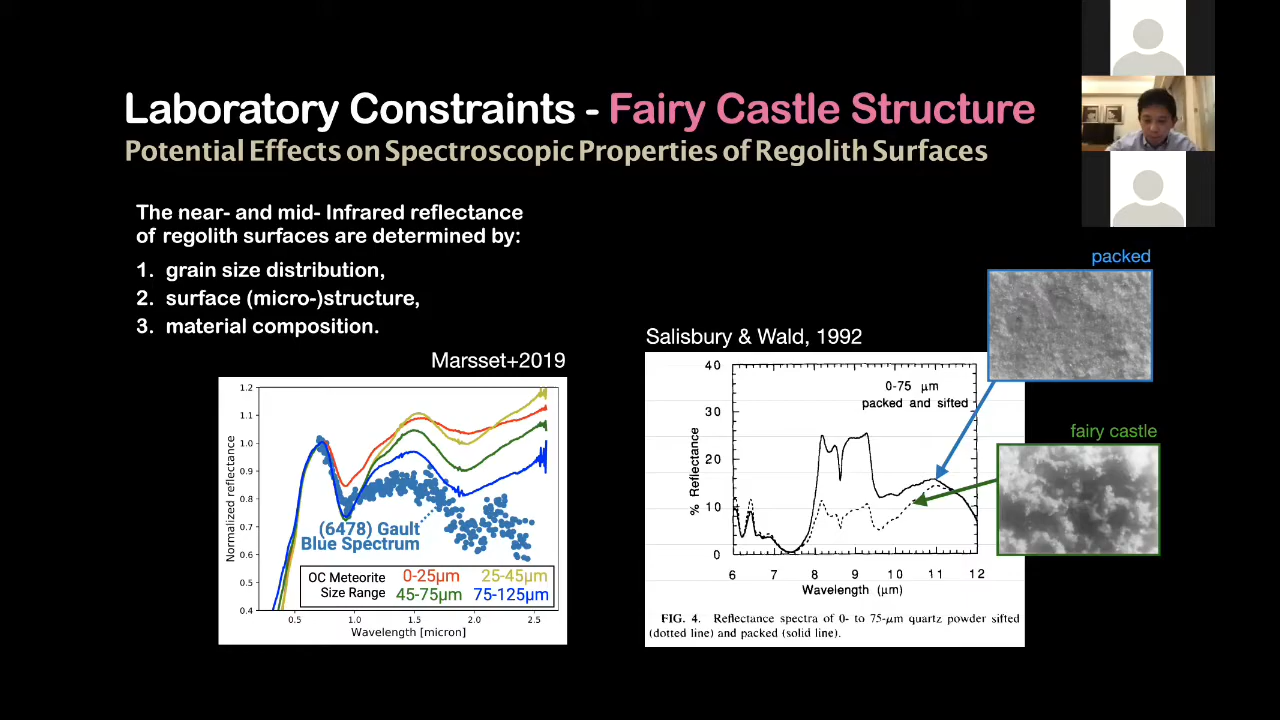 Laboratory Constraints - Fairy Castle Structure
Potential Effects on Spectroscopic Properties of Regolith Surfaces
The near- and mid- Infrared reflectance
of regolith surfaces are determined by:
1. grain size distribution,
2. surface (micro-)structure,
3. material composition.
Marsset+2019
1.2
1.1
1.0
0.9
0.8
0.7
0.6
0.5
0.4
Normalized reflectance
(6478) Gault
Blue Spectrum
OC Meteorite
Size Range
0-25μm
25-45μm
45-75μm
75-125μm
0.5 1.0 1.5 2.0 2.5
Wavelength [micron]
Salisbury & Wald, 1992
40
30
20
10
0
% Reflectance
0-75 μm
packed and sifted
6 7 8 9 10 11 12
Wavelength (μm)
FIG. 4. Reflectance spectra of 0- to 75-μm quartz powder sifted
(dotted line) and packed (solid line).
packed
fairy castle